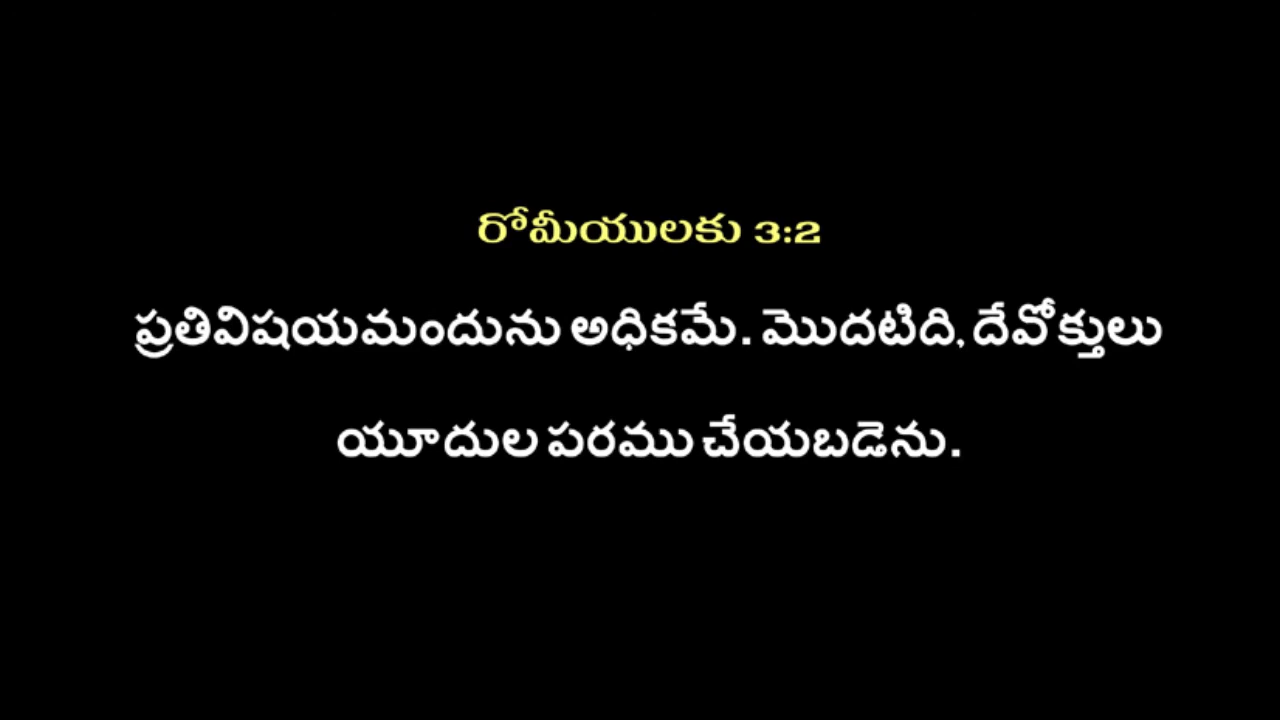 రోమీయులకు 3:2
ప్రతివిషయమందును అధికమే. మొదటిది, దేవోక్తులు
యూదుల పరము చేయబడెను.